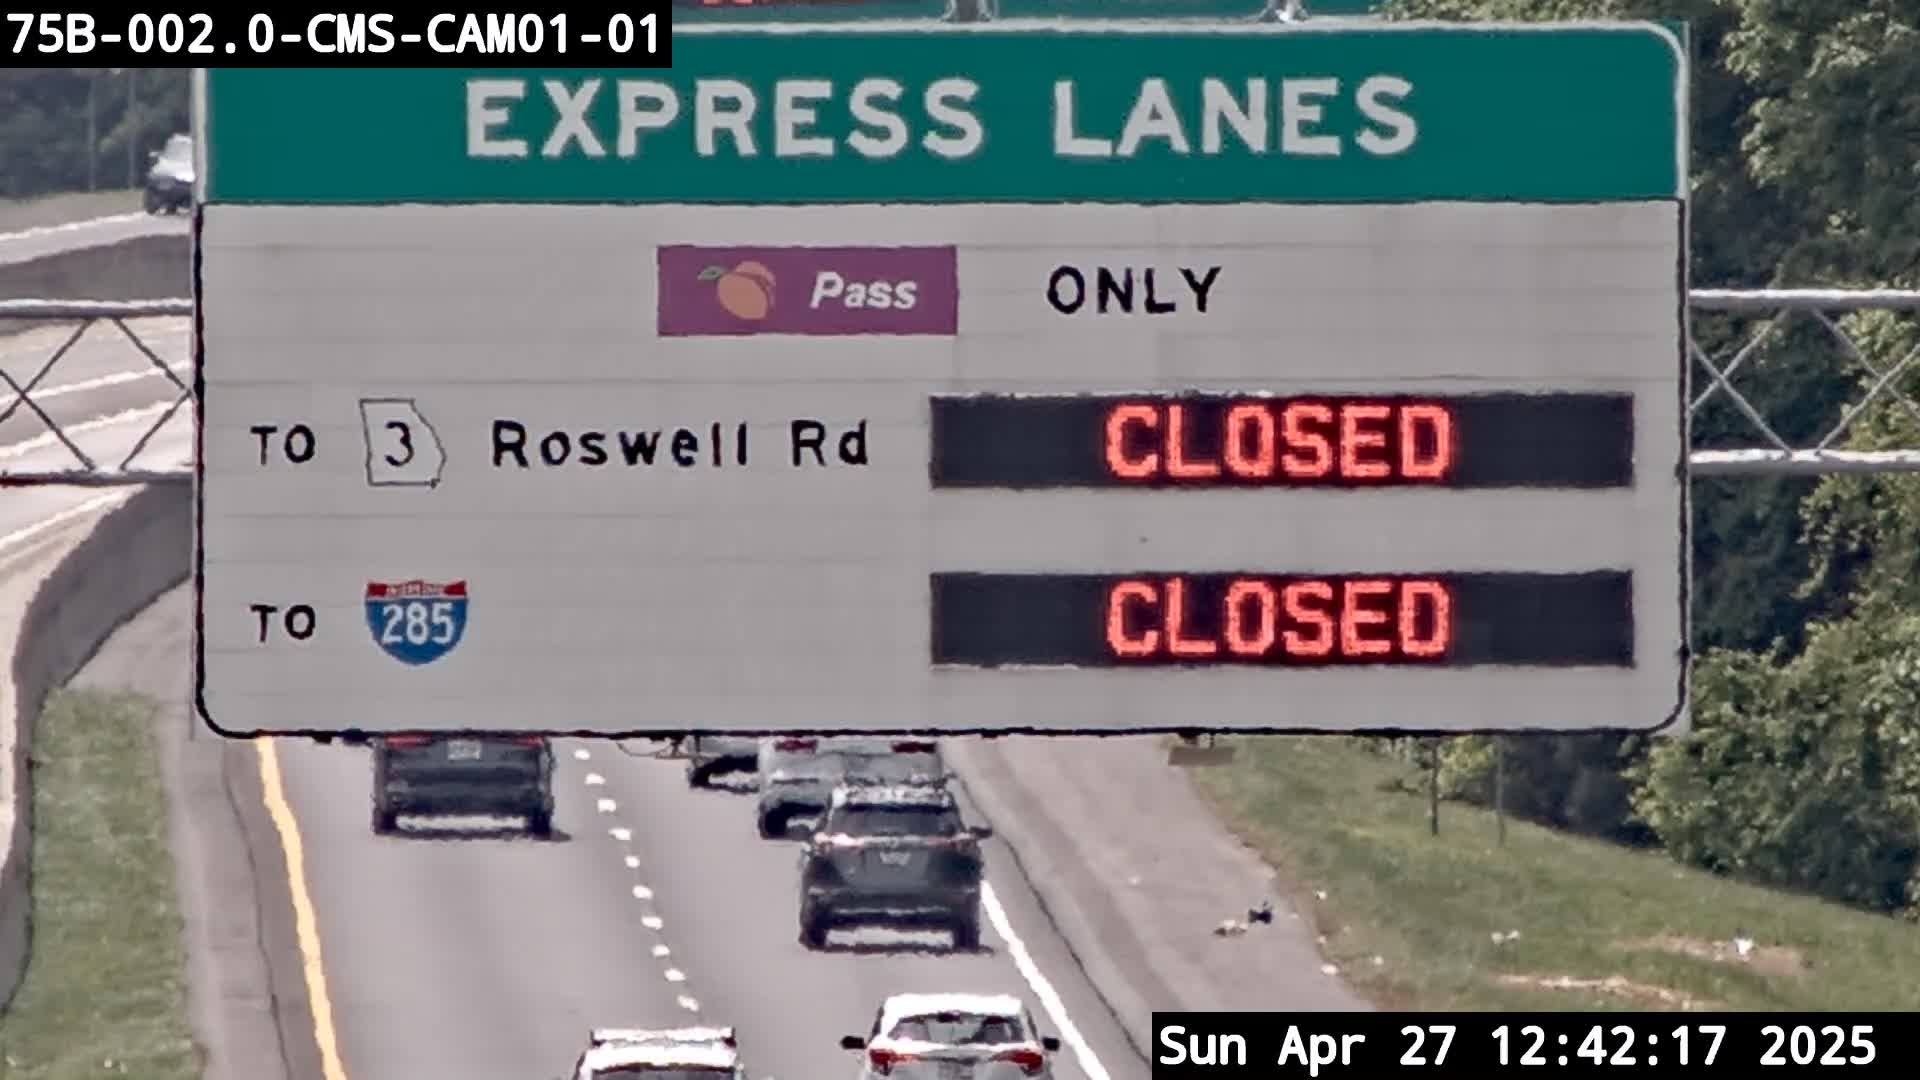 75B-002.0-CMS-CAM01-01
EXPRESS LANES
Pass ONLY
TO 3 Roswell Rd CLOSED
TO 285 CLOSED
Sun Apr 27 12:42:17 2025